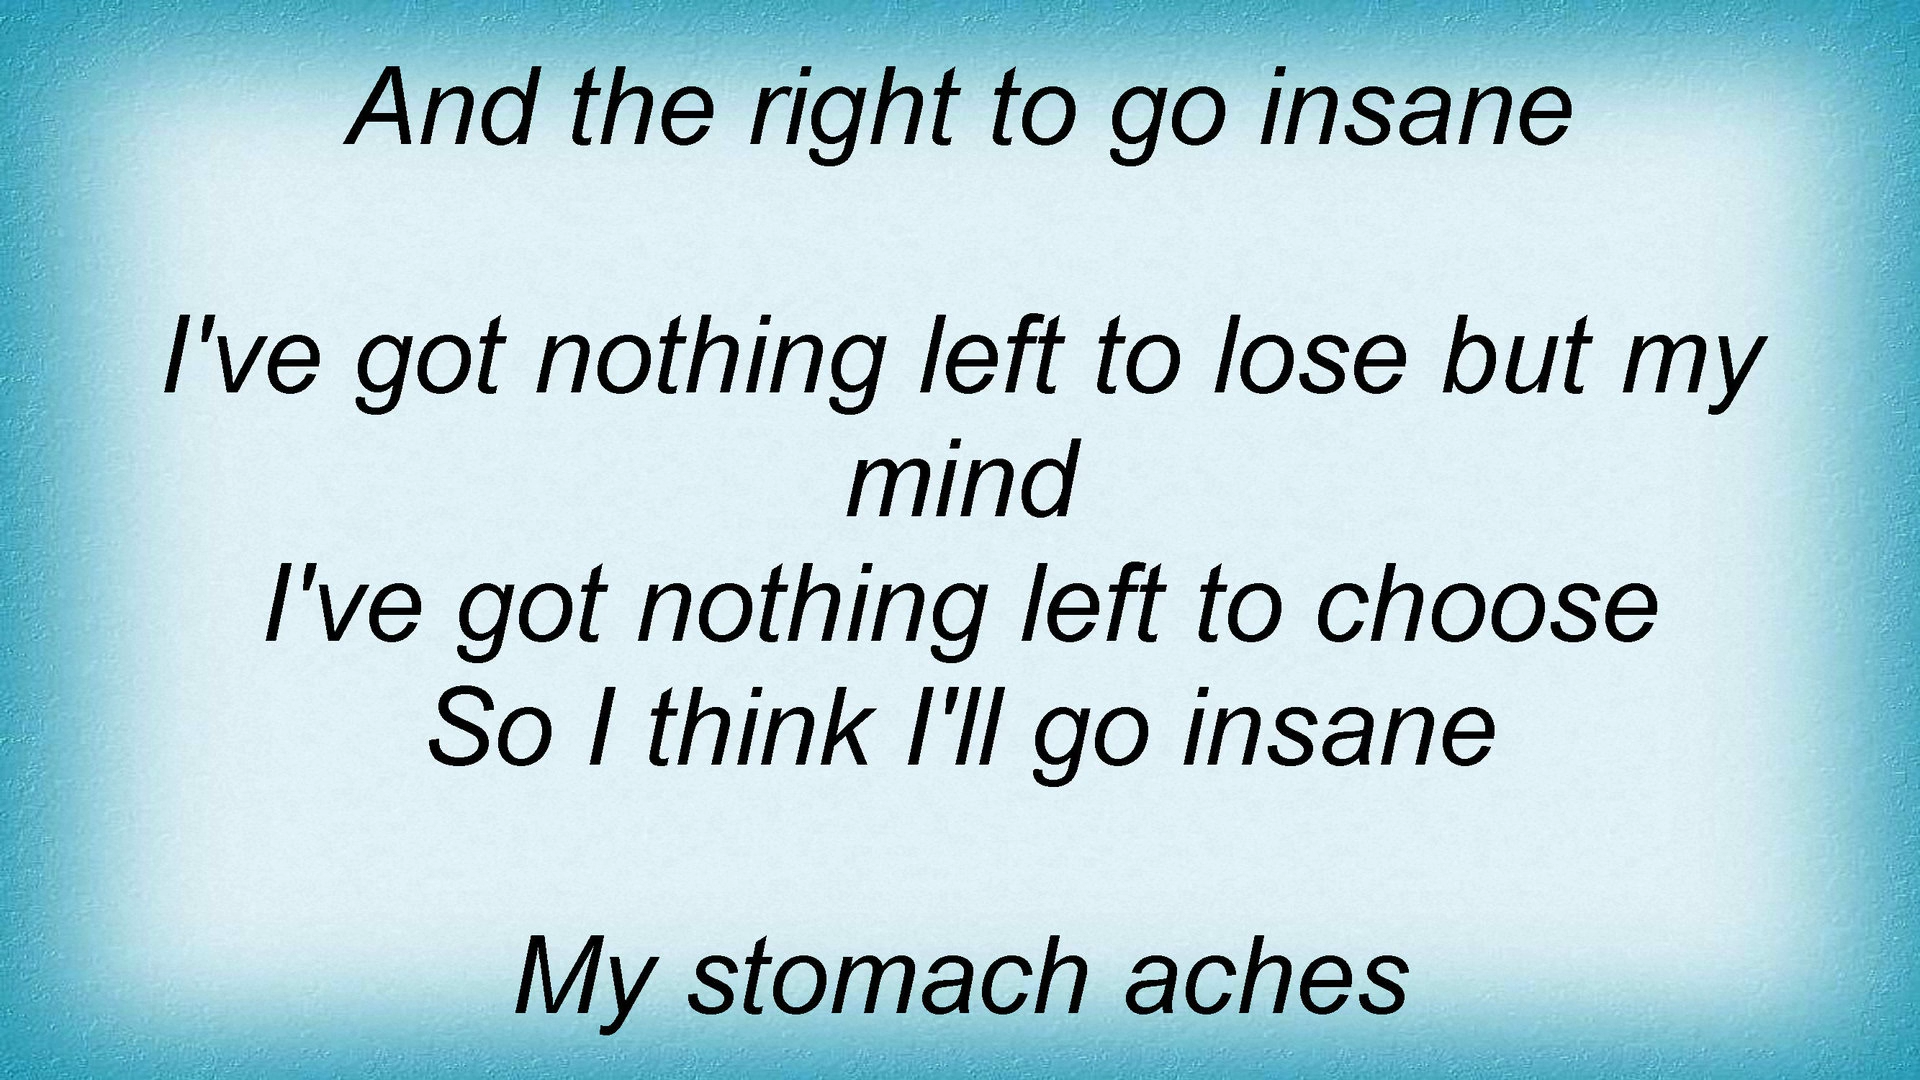 And the right to go insane
I've got nothing left to lose but my
mind
I've got nothing left to choose
So I think I'll go insane
My stomach aches